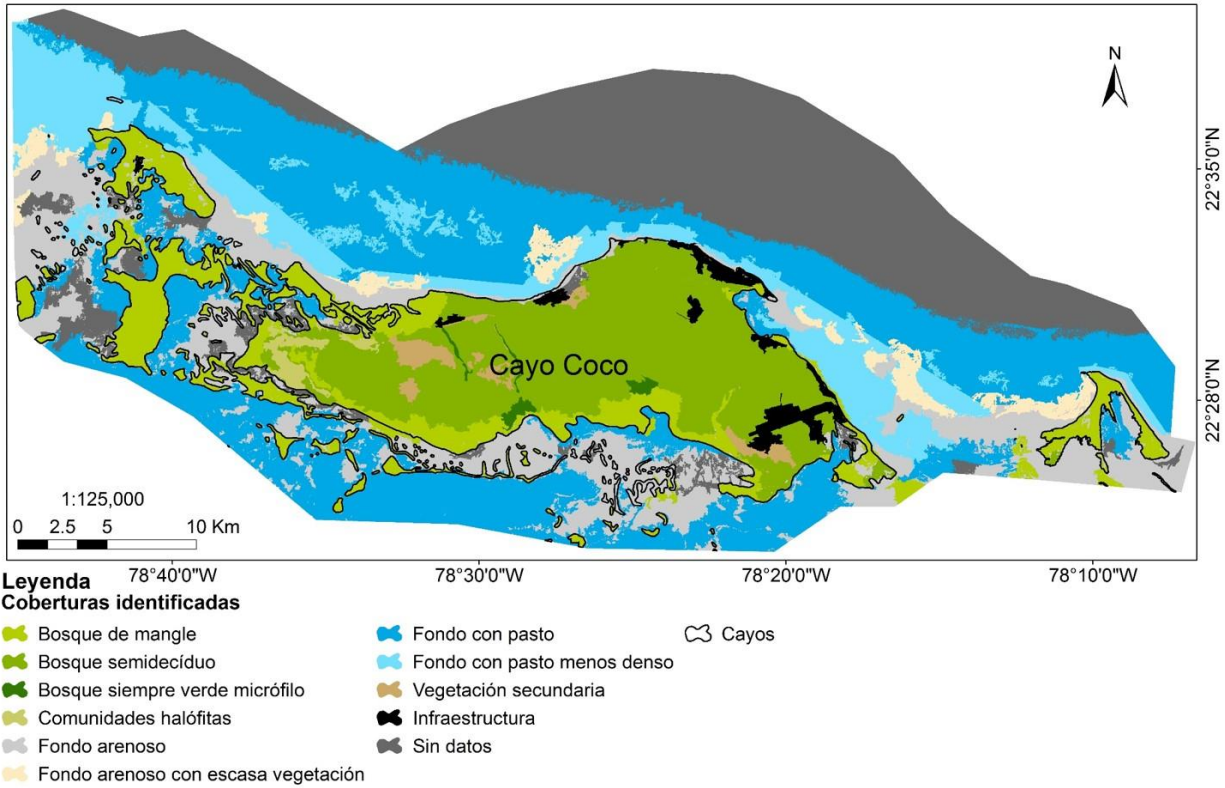 N
22°35'0"N
Cayo Coco
22°28'0"N
1:125,000
0 2.5 5 10 Km
78°40'0"W 78°30'0"W 78°20'0"W 78°10'0"W
Leyenda
Coberturas identificadas
Bosque de mangle
Bosque semidecíduo
Bosque siempre verde micrófilo
Comunidades halófitas
Fondo arenoso
Fondo arenoso con escasa vegetación
Fondo con pasto
Fondo con pasto menos denso
Vegetación secundaria
Infraestructura
Sin datos
Cayos